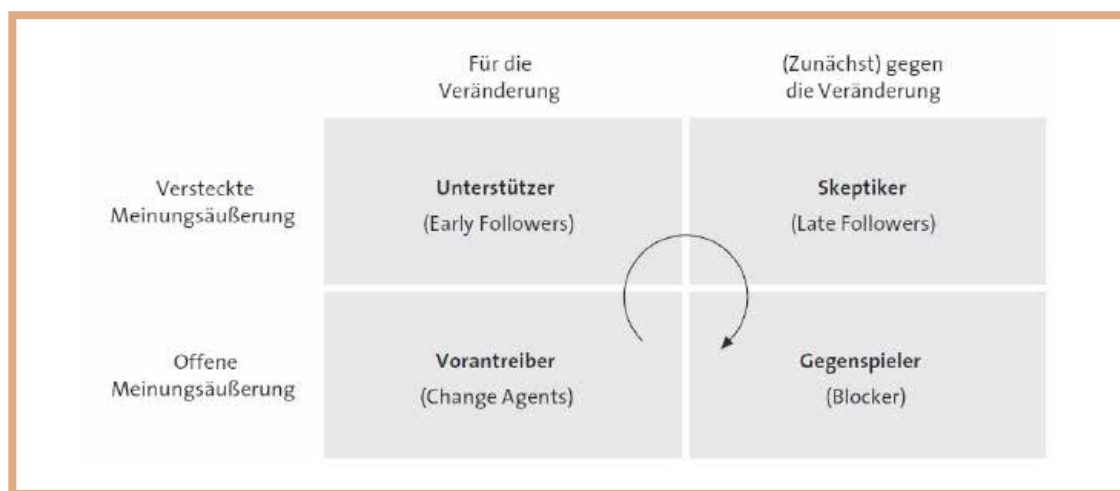 Für die
Veränderung
(Zunächst) gegen
die Veränderung
Versteckte
Meinungsäußerung
Unterstützer
(Early Followers)
Skeptiker
(Late Followers)
Offene
Meinungsäußerung
Vorantreiber
(Change Agents)
Gegenspieler
(Blocker)